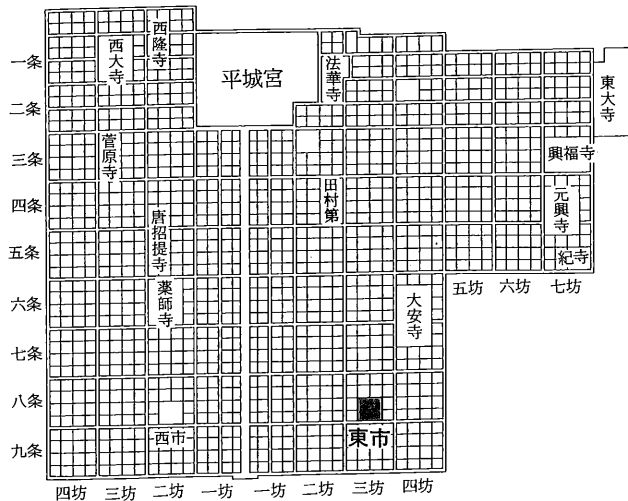 一条
二条
三条
四条
五条
六条
七条
八条
九条
西大寺
西隆寺
平城宮
法華寺
東大寺
菅原寺
興福寺
田村第
元興寺
唐招提寺
紀寺
薬師寺
大安寺
五坊 六坊 七坊
西市
東市
四坊 三坊 二坊 一坊 一坊 二坊 三坊 四坊